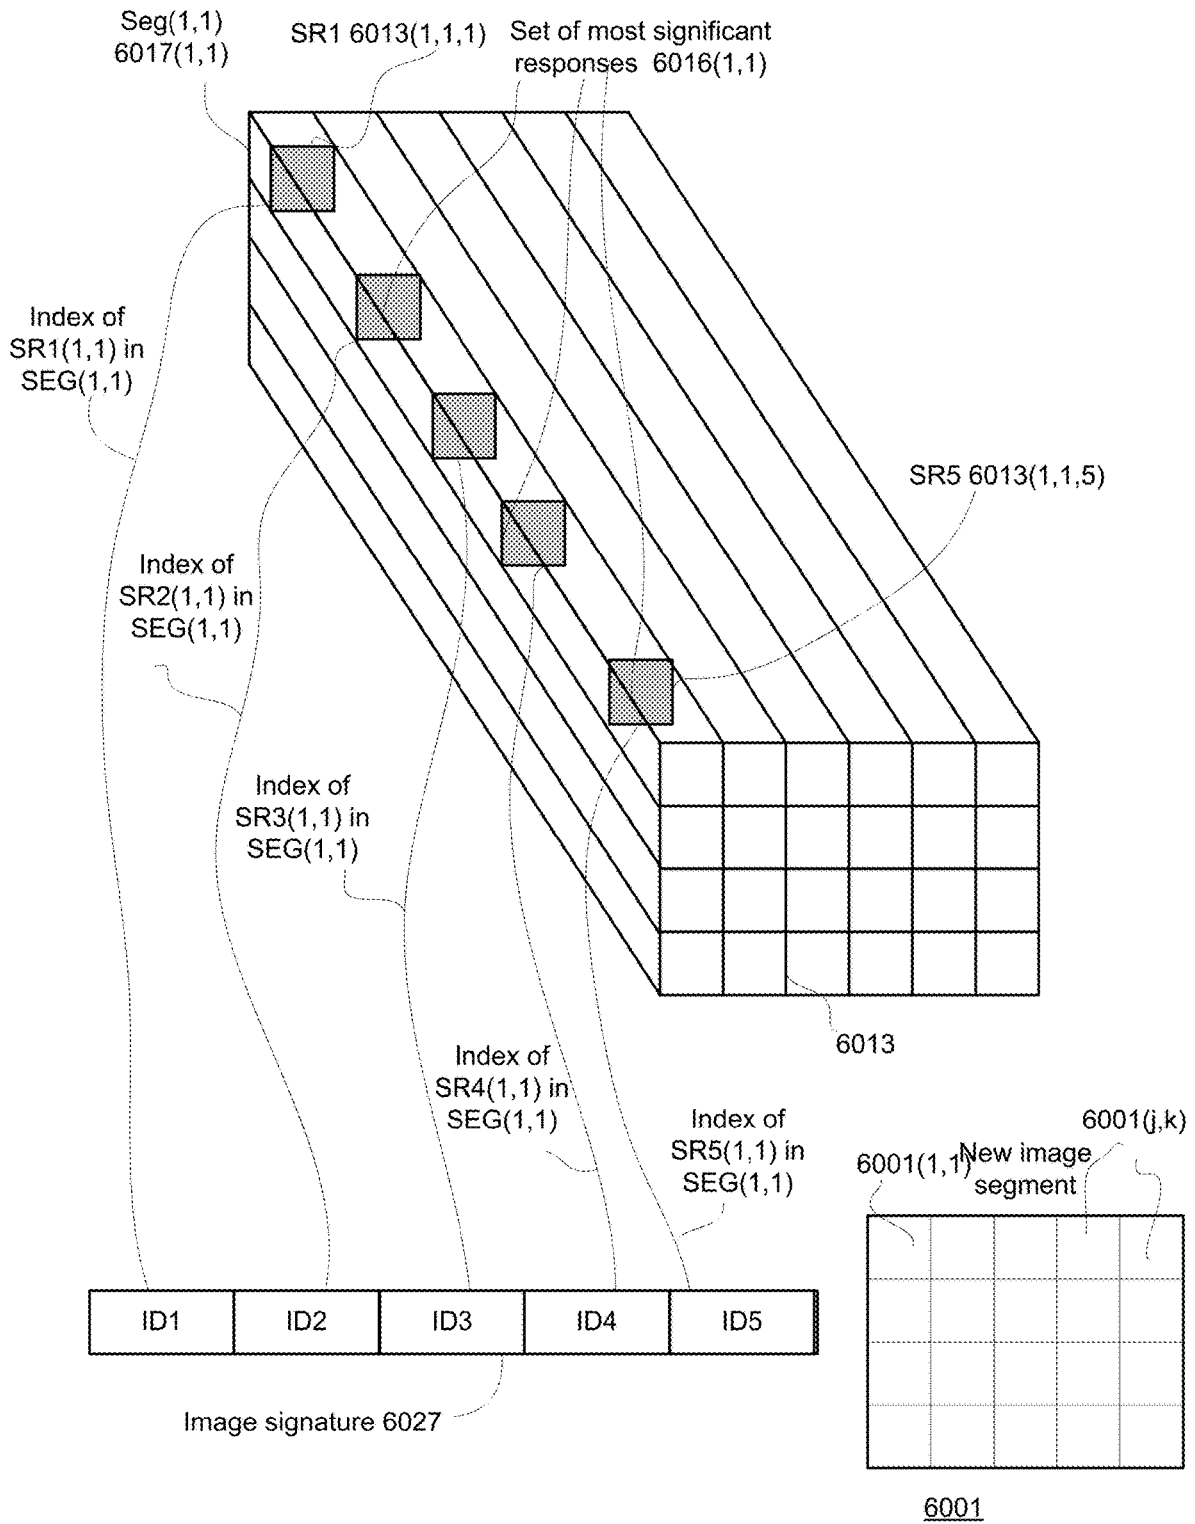 Seg(1,1)
6017(1,1)
SR1 6013(1,1,1)
Set of most significant
responses 6016(1,1)
Index of
SR1(1,1) in
SEG(1,1)
SR5 6013(1,1,5)
Index of
SR2(1,1) in
SEG(1,1)
Index of
SR3(1,1) in
SEG(1,1)
6013
Index of
SR4(1,1) in
SEG(1,1)
Index of
SR5(1,1) in
SEG(1,1)
6001(j,k)
6001(1,1)
New image
segment
ID1
ID2
ID3
ID4
ID5
Image signature 6027
6001